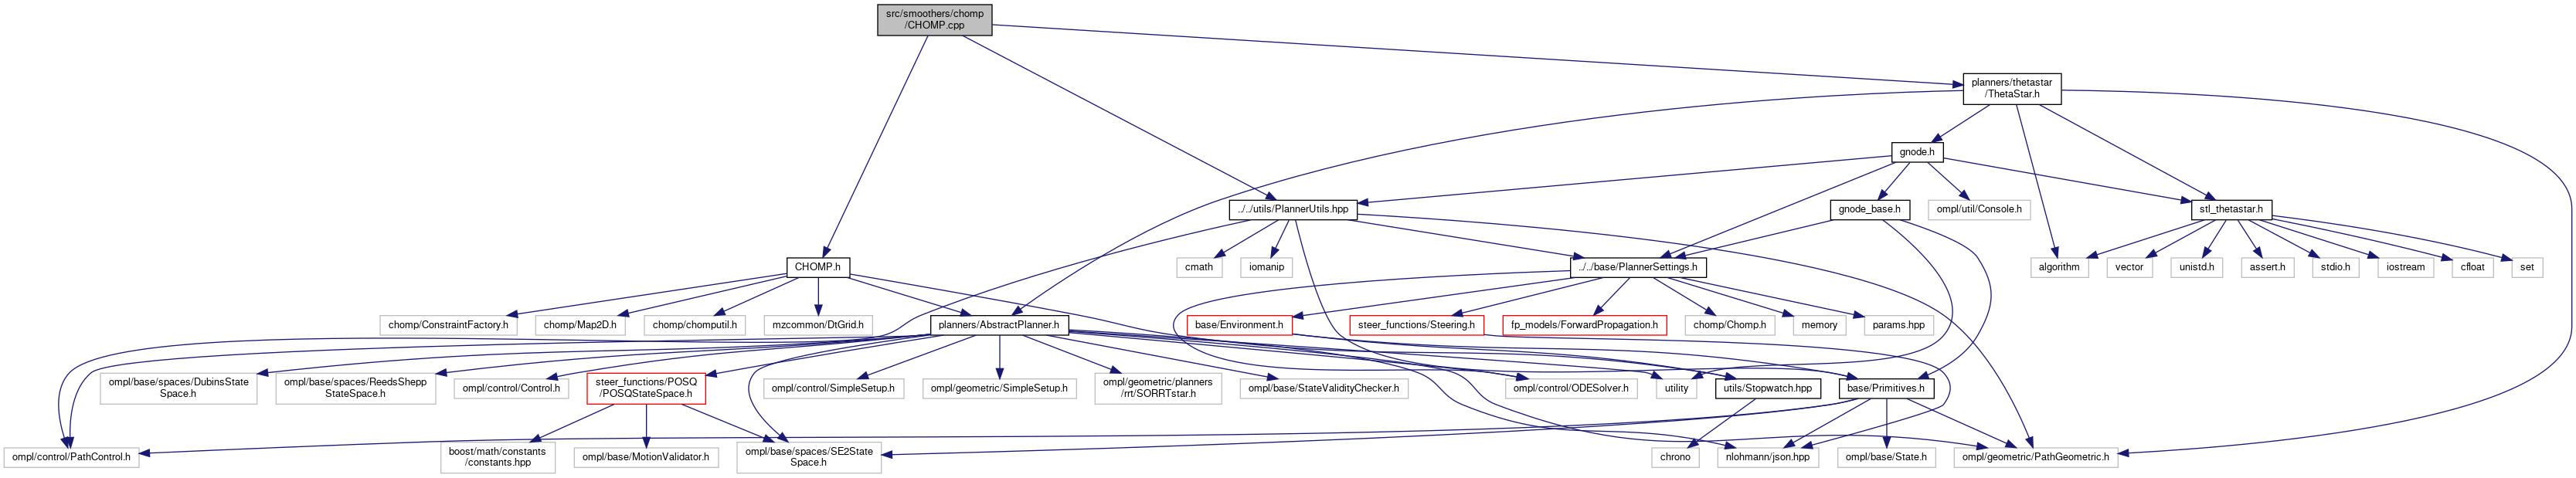 src/smoothers/chomp
/CHOMP.cpp
planners/thetastar
/ThetaStar.h
gnode.h
../../utils/PlannerUtils.hpp
gnode_base.h
ompl/util/Console.h
stl_thetastar.h
CHOMP.h
cmath
iomanip
../../base/PlannerSettings.h
algorithm
vector
unistd.h
assert.h
stdio.h
iostream
cfloat
set
chomp/ConstraintFactory.h
chomp/Map2D.h
chomp/chomputil.h
mzcommon/DtGrid.h
planners/AbstractPlanner.h
base/Environment.h
steer_functions/Steering.h
fp_models/ForwardPropagation.h
chomp/Chomp.h
memory
params.hpp
ompl/base/spaces/DubinsState
Space.h
ompl/base/spaces/ReedsShepp
StateSpace.h
ompl/control/Control.h
steer_functions/POSQ
/POSQStateSpace.h
ompl/control/SimpleSetup.h
ompl/geometric/SimpleSetup.h
ompl/geometric/planners
/rrt/SORRTstar.h
ompl/base/StateValidityChecker.h
ompl/control/ODESolver.h
utility
utils/Stopwatch.hpp
base/Primitives.h
ompl/control/PathControl.h
boost/math/constants
/constants.hpp
ompl/base/MotionValidator.h
ompl/base/spaces/SE2State
Space.h
chrono
nlohmann/json.hpp
ompl/base/State.h
ompl/geometric/PathGeometric.h